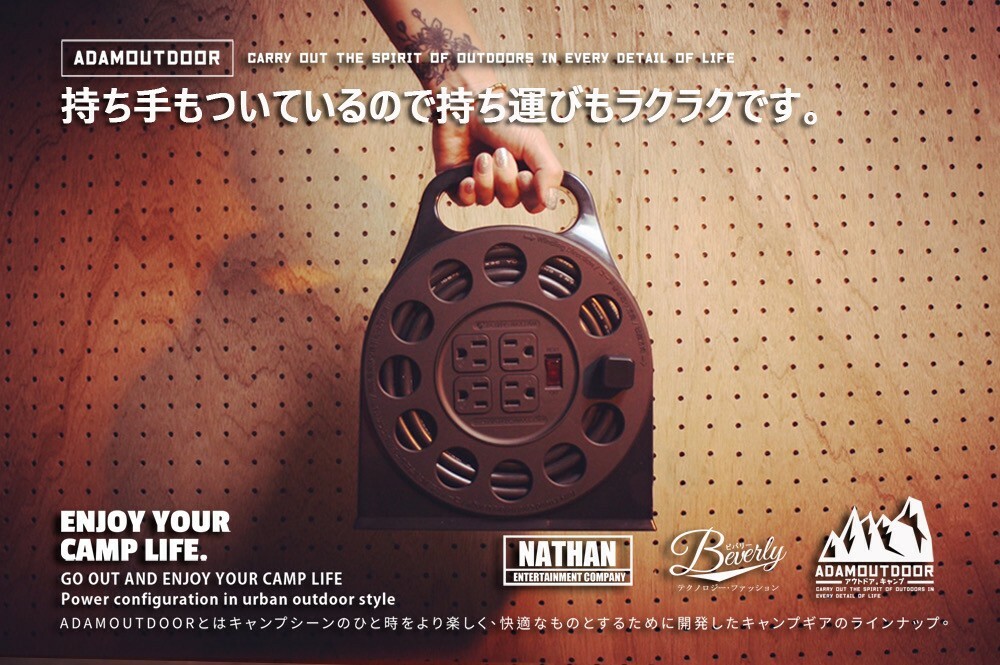 ADAMOUTDOOR
CARRY OUT THE SPIRIT OF OUTDOORS IN EVERY DETAIL OF LIFE
持ち手もついているので持ち運びもラクラクです。
ENJOY YOUR
CAMP LIFE.
GO OUT AND ENJOY YOUR CAMP LIFE
Power configuration in urban outdoor style
NATHAN
ENTERTAINMENT COMPANY
ビバリー
Beverly
テクノロジー・ファッション
ADAMOUTDOOR
アウトドア。キャンプ
CARRY OUT THE SPIRIT OF OUTDOORS IN
EVERY DETAIL OF LIFE
ADAMOUTDOORとはキャンプシーンのひと時をより楽しく、快適なものとするために開発したキャンプギアのラインナップ。